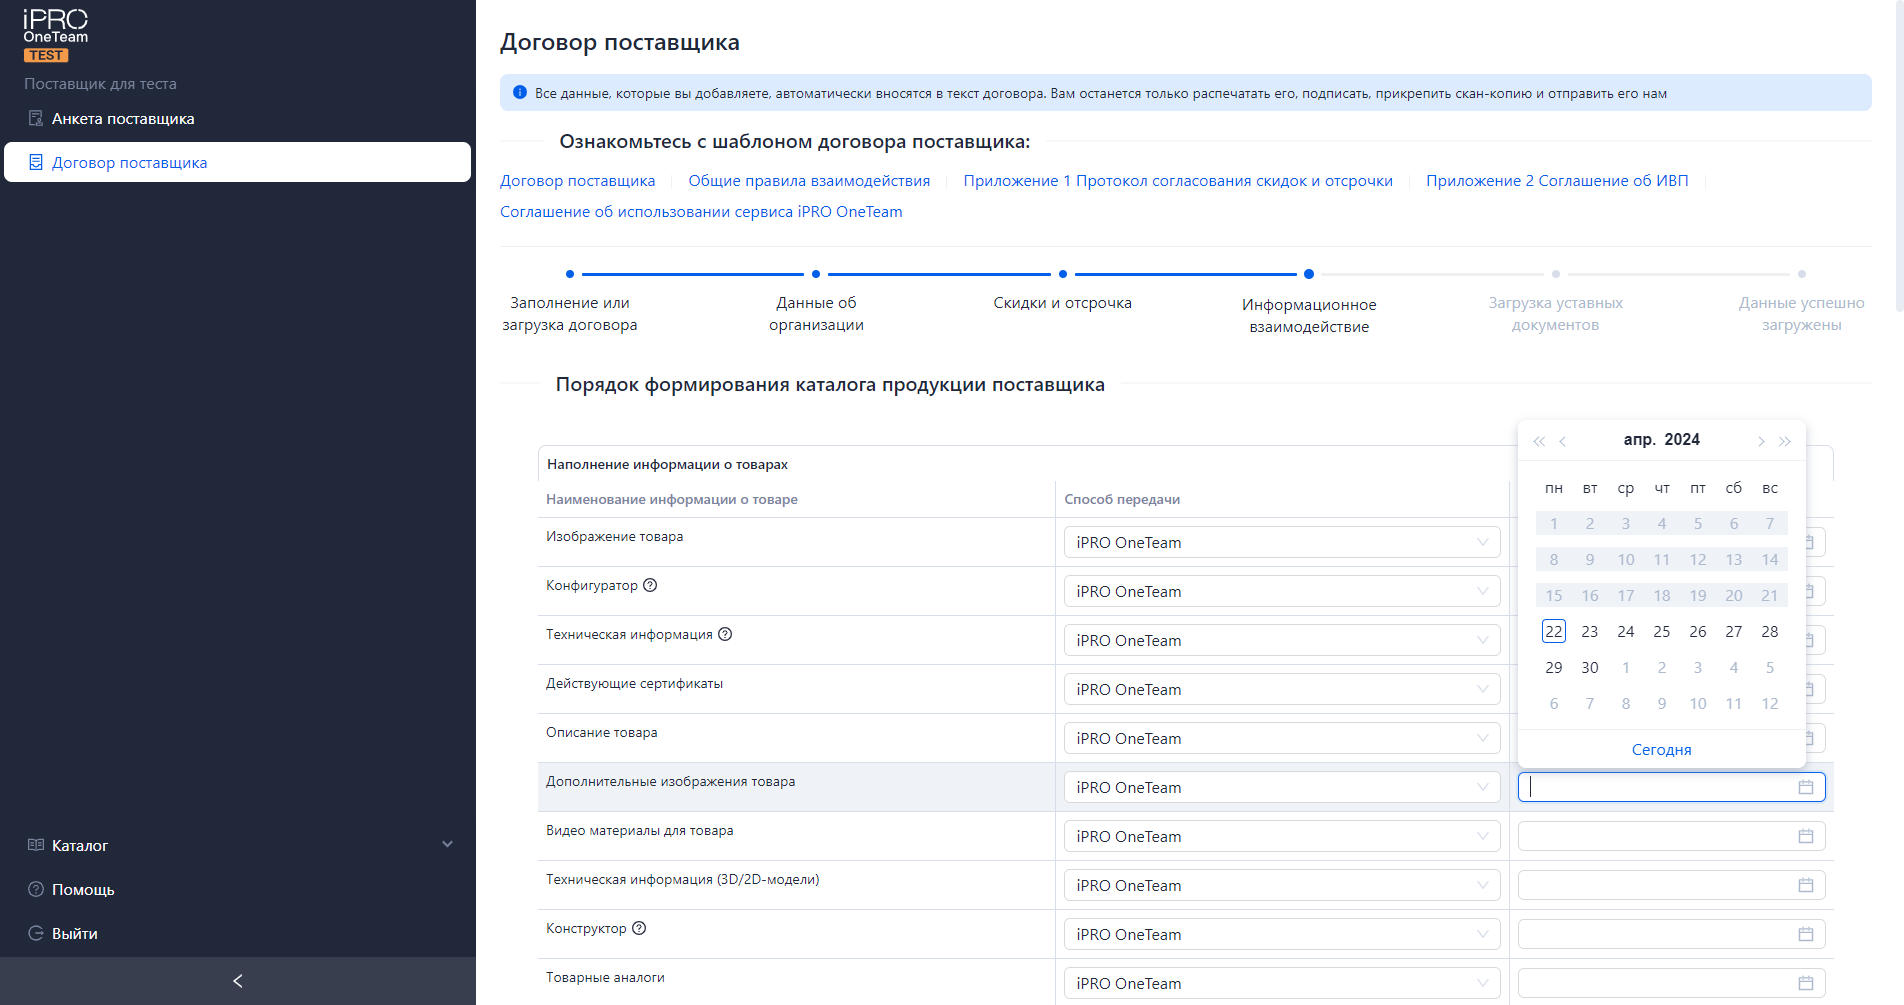 iPRO
OneTeam
TEST
Поставщик для теста
Анкета поставщика
Договор поставщика
Каталог
Помощь
Выйти
Договор поставщика
Все данные, которые вы добавляете, автоматически вносятся в текст договора. Вам останется только распечатать его, подписать, прикрепить скан-копию и отправить его нам
Ознакомьтесь с шаблоном договора поставщика:
Договор поставщика Общие правила взаимодействия Приложение 1 Протокол согласования скидок и отсрочки Приложение 2 Соглашение об ИВП
Соглашение об использовании сервиса iPRO OneTeam
Заполнение или
загрузка договора
Данные об
организации
Скидки и отсрочка
Информационное
взаимодействие
Загрузка уставных
документов
Данные успешно
загружены
Порядок формирования каталога продукции поставщика
Наполнение информации о товарах
Наименование информации о товаре Способ передачи
Изображение товара iPRO OneTeam
Конфигуратор iPRO OneTeam
Техническая информация iPRO OneTeam
Действующие сертификаты iPRO OneTeam
Описание товара iPRO OneTeam
Дополнительные изображения товара iPRO OneTeam
Видео материалы для товара iPRO OneTeam
Техническая информация (3D/2D-модели) iPRO OneTeam
Конструктор iPRO OneTeam
Товарные аналоги iPRO OneTeam
апр. 2024
пн вт ср чт пт сб вс
1 2 3 4 5 6 7
8 9 10 11 12 13 14
15 16 17 18 19 20 21
22 23 24 25 26 27 28
29 30 1 2 3 4 5
6 7 8 9 10 11 12
Сегодня